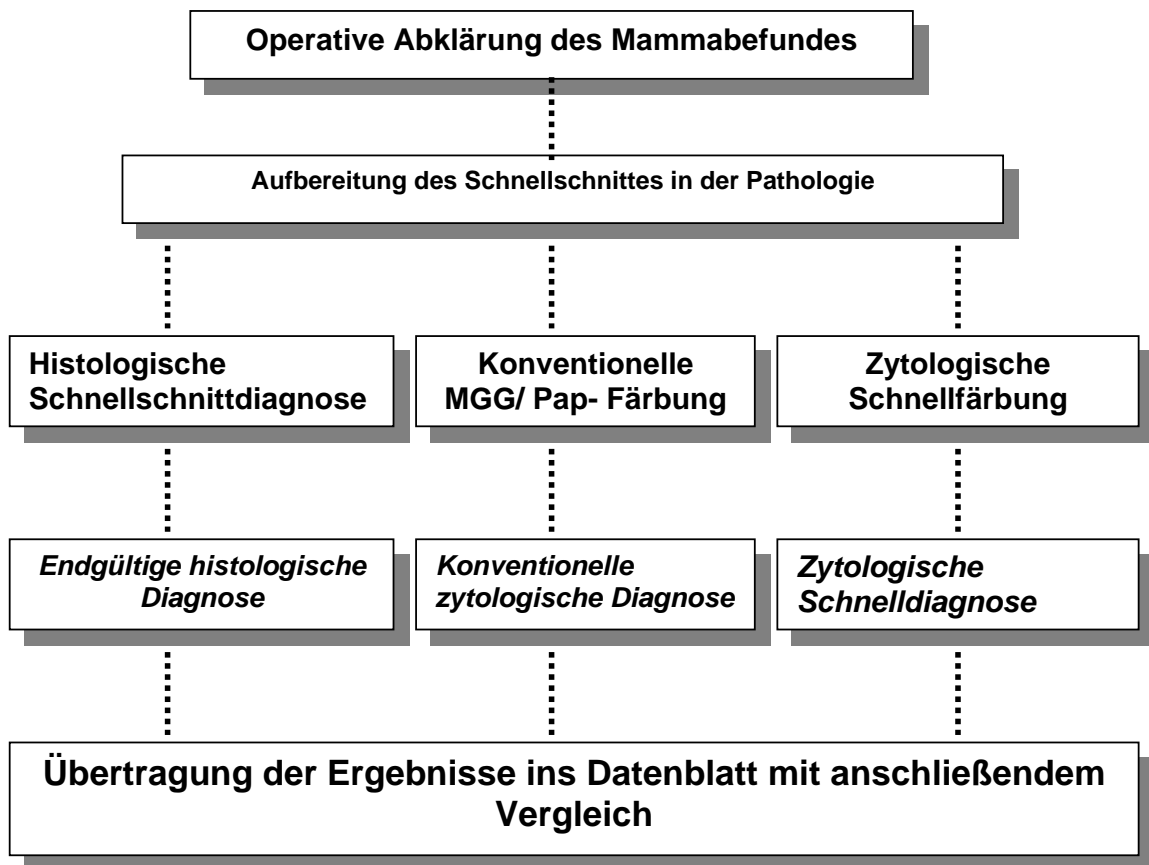 Operative Abklärung des Mammabefundes
Aufbereitung des Schnellschnittes in der Pathologie
Histologische
Schnellschnittdiagnose
Konventionelle
MGG/ Pap- Färbung
Zytologische
Schnellfärbung
Endgültige histologische
Diagnose
Konventionelle
zytologische Diagnose
Zytologische
Schnelldiagnose
Übertragung der Ergebnisse ins Datenblatt mit anschließendem
Vergleich